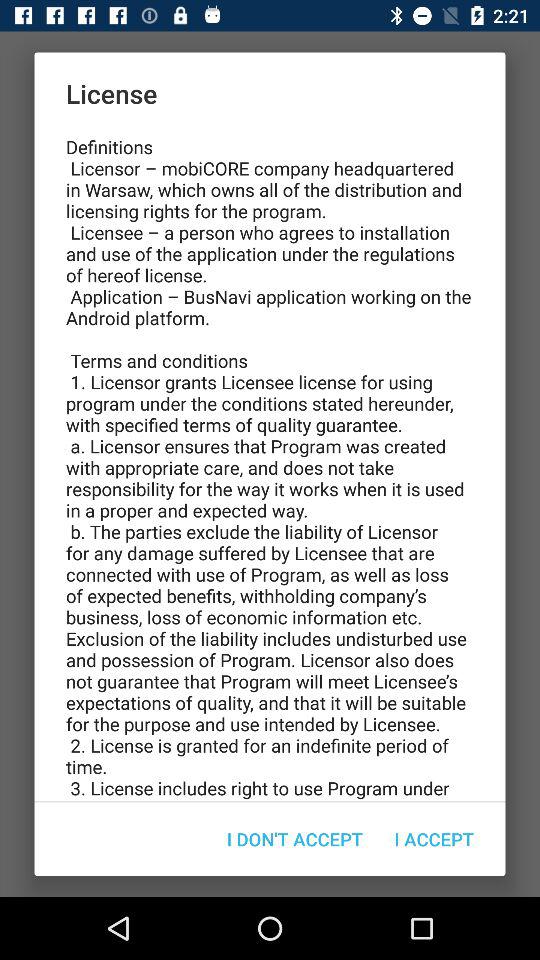 2:21
License
Definitions
Licensor – mobiCORE company headquartered
in Warsaw, which owns all of the distribution and
licensing rights for the program.
Licensee – a person who agrees to installation
and use of the application under the regulations
of hereof license.
Application – BusNavi application working on the
Android platform.
Terms and conditions
1. Licensor grants Licensee license for using
program under the conditions stated hereunder,
with specified terms of quality guarantee.
a. Licensor ensures that Program was created
with appropriate care, and does not take
responsibility for the way it works when it is used
in a proper and expected way.
b. The parties exclude the liability of Licensor
for any damage suffered by Licensee that are
connected with use of Program, as well as loss
of expected benefits, withholding company’s
business, loss of economic information etc.
Exclusion of the liability includes undisturbed use
and possession of Program. Licensor also does
not guarantee that Program will meet Licensee’s
expectations of quality, and that it will be suitable
for the purpose and use intended by Licensee.
2. License is granted for an indefinite period of
time.
3. License includes right to use Program under
I DON'T ACCEPT I ACCEPT